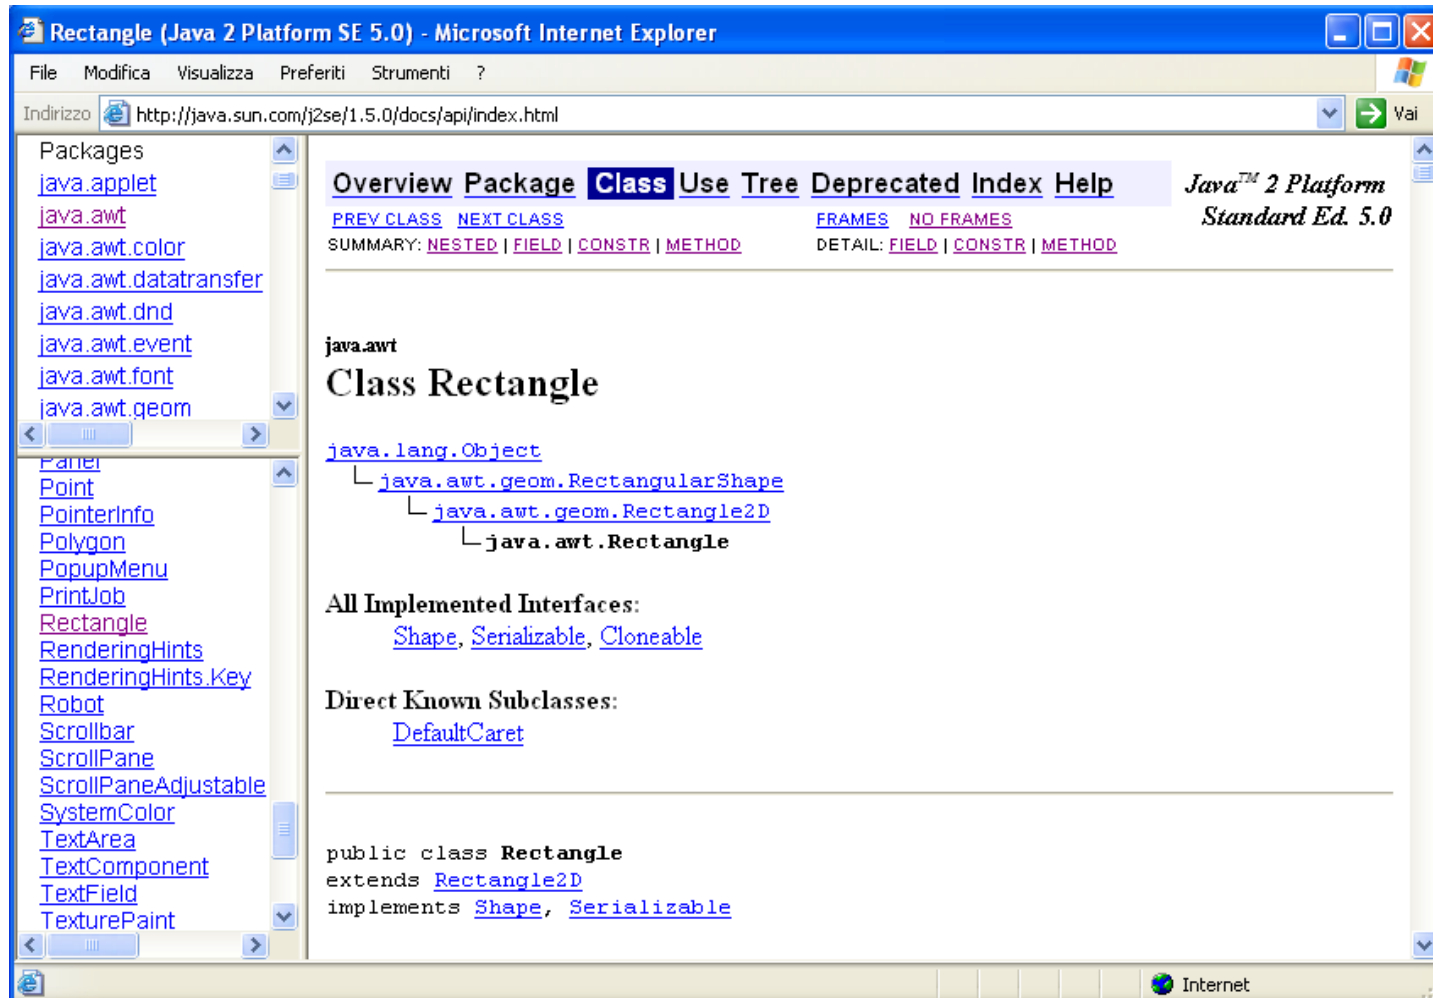 Rectangle (Java 2 Platform SE 5.0) - Microsoft Internet Explorer
File Modifica Visualizza Preferiti Strumenti ?
Indirizzo http://java.sun.com/j2se/1.5.0/docs/api/index.html Vai
Packages
java.applet
java.awt
java.awt.color
java.awt.datatransfer
java.awt.dnd
java.awt.event
java.awt.font
java.awt.geom
Panel
Point
PointerInfo
Polygon
PopupMenu
PrintJob
Rectangle
RenderingHints
RenderingHints.Key
Robot
Scrollbar
ScrollPane
ScrollPaneAdjustable
SystemColor
TextArea
TextComponent
TextField
TexturePaint
Overview Package Class Use Tree Deprecated Index Help
Java™ 2 Platform
Standard Ed. 5.0
PREV CLASS NEXT CLASS FRAMES NO FRAMES
SUMMARY: NESTED | FIELD | CONSTR | METHOD DETAIL: FIELD | CONSTR | METHOD
java.awt
Class Rectangle
java.lang.Object
java.awt.geom.RectangularShape
java.awt.geom.Rectangle2D
java.awt.Rectangle
All Implemented Interfaces:
Shape, Serializable, Cloneable
Direct Known Subclasses:
DefaultCaret
public class Rectangle
extends Rectangle2D
implements Shape, Serializable
Internet